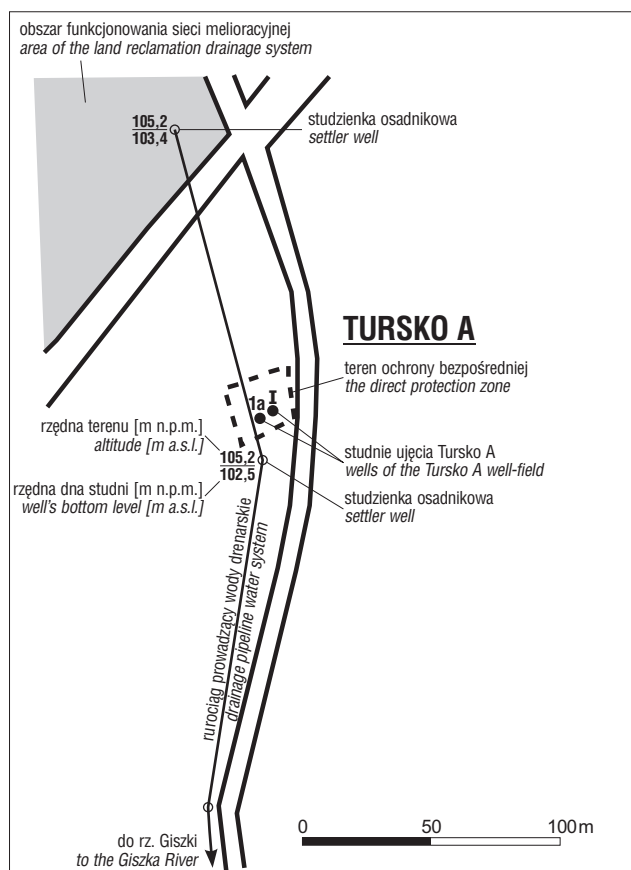 obszar funkcjonowania sieci melioracyjnej
area of the land reclamation drainage system
105,2
103,4
studzienka osadnikowa
settler well
TURSKO A
teren ochrony bezpośredniej
the direct protection zone
1a
I
rzędna terenu [m n.p.m.]
altitude [m a.s.l.]
studnie ujęcia Tursko A
wells of the Tursko A well-field
105,2
102,5
rzędna dna studni [m n.p.m.]
well's bottom level [m a.s.l.]
studzienka osadnikowa
settler well
rurociąg prowadzący wody drenarskie
drainage pipeline water system
do rz. Giszki
to the Giszka River
0
50
100 m